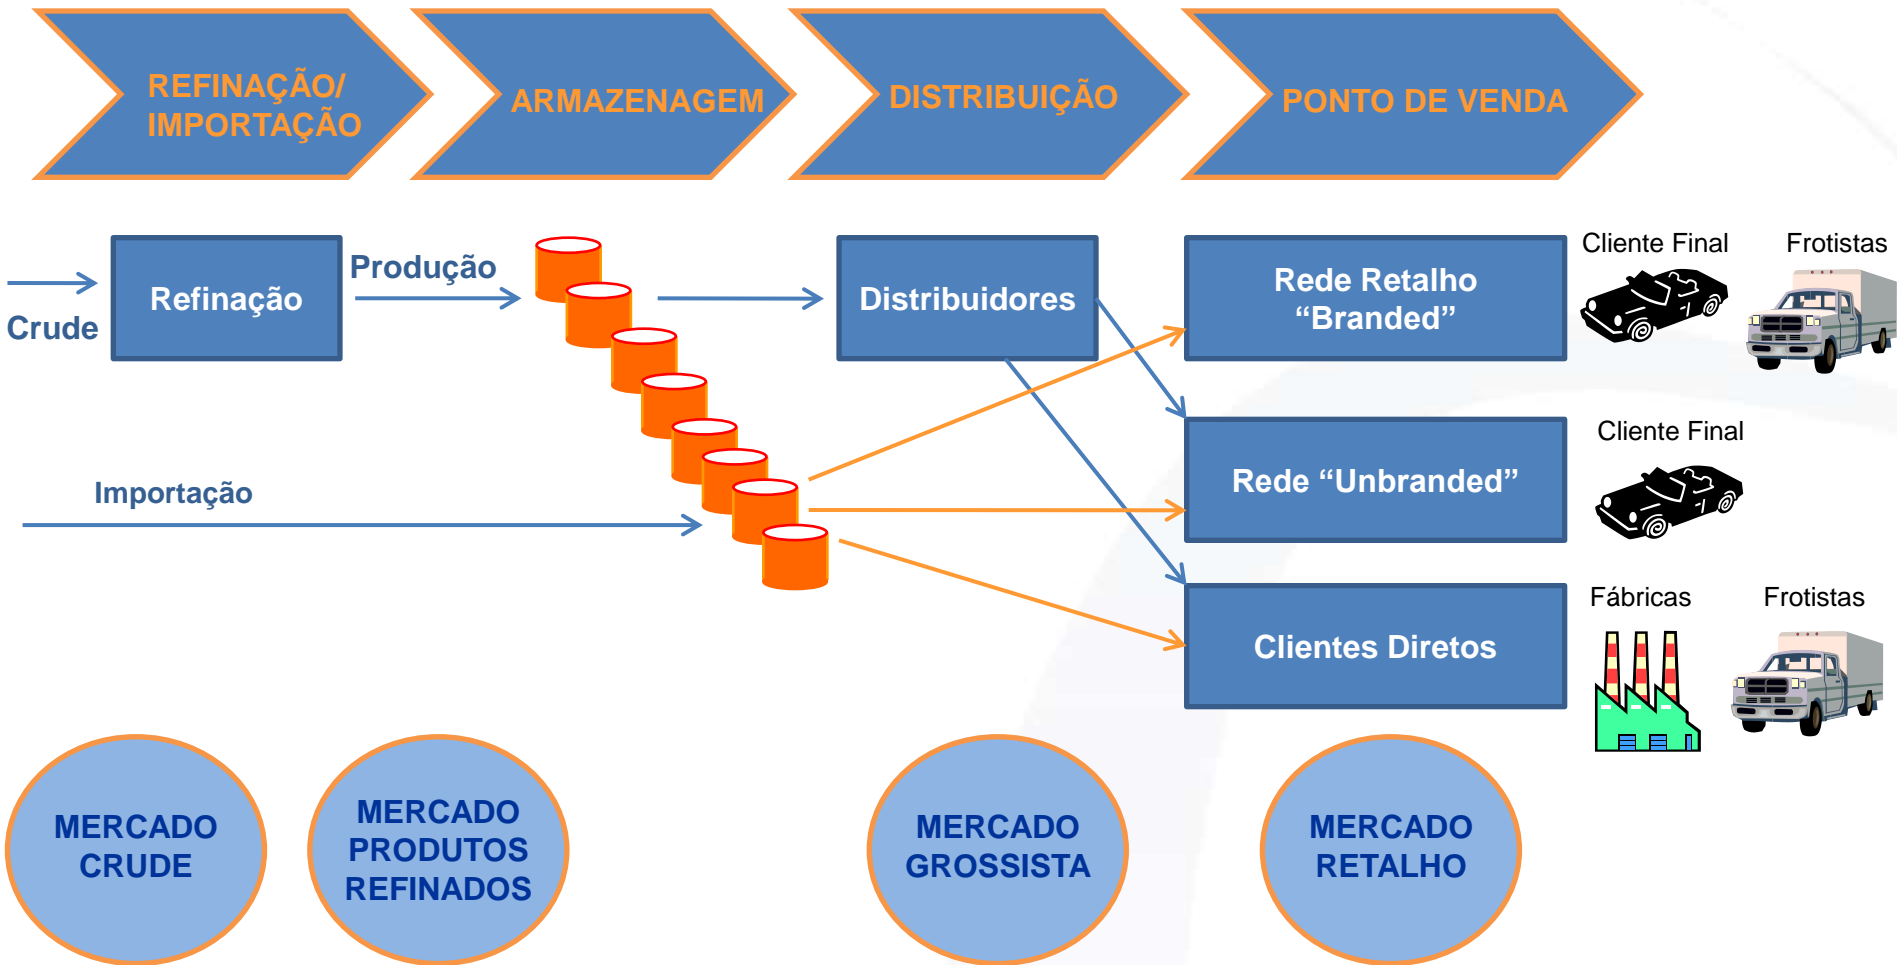 REFINAÇÃO/
IMPORTAÇÃO
ARMAZENAGEM
DISTRIBUIÇÃO
PONTO DE VENDA
Crude
Refinação
Produção
Distribuidores
Rede Retalho
“Branded”
Cliente Final
Frotistas
Importação
Rede “Unbranded”
Cliente Final
Clientes Diretos
Fábricas
Frotistas
MERCADO
CRUDE
MERCADO
PRODUTOS
REFINADOS
MERCADO
GROSSISTA
MERCADO
RETALHO